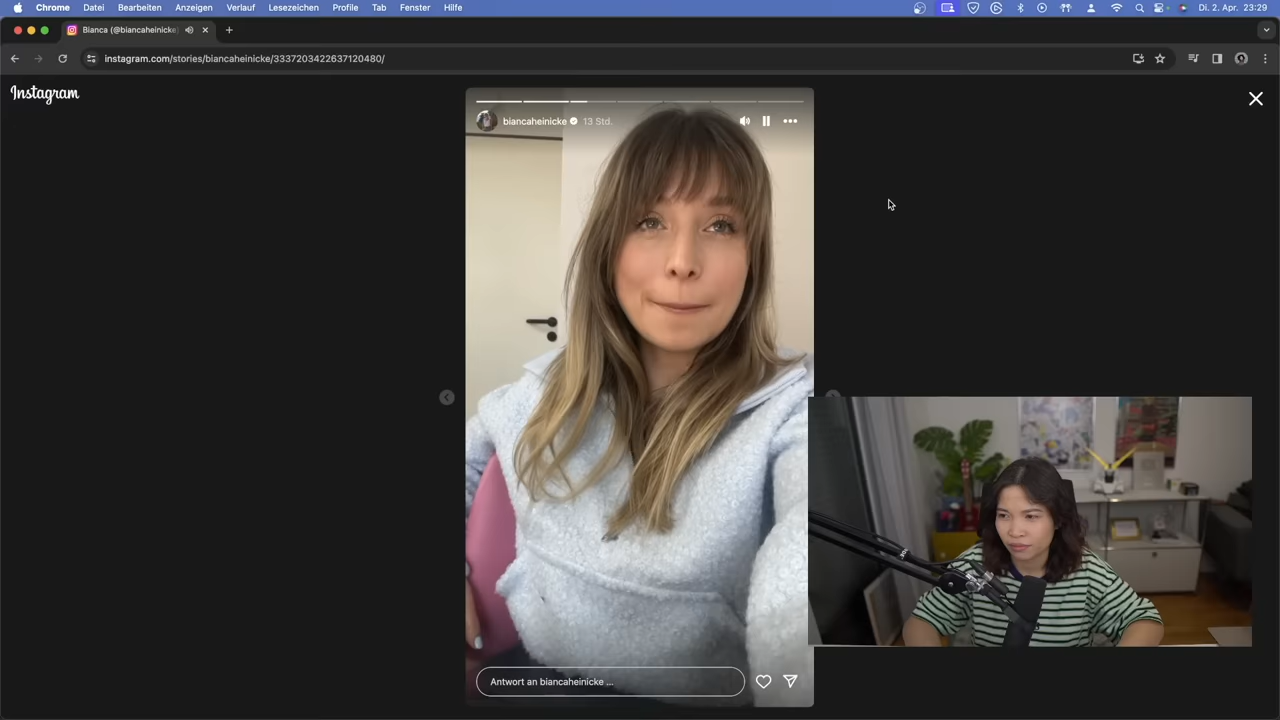 Chrome Datei Bearbeiten Anzeigen Verlauf Lesezeichen Profile Tab Fenster Hilfe Di. 2. Apr. 23:29
Bianca (@biancaheinicke)
instagram.com/stories/biancaheinicke/3337203422637120480/
Instagram
biancaheinicke 13 Std.
Antwort an biancaheinicke ...